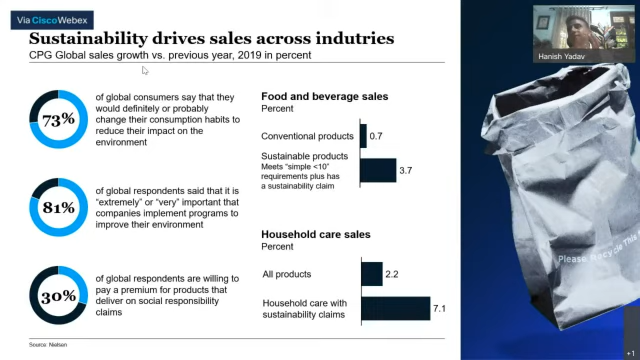 Via CiscoWebex
Sustainability drives sales across indutries
CPG Global sales growth vs. previous year, 2019 in percent
73%
of global consumers say that they
would definitely or probably
change their consumption habits to
reduce their impact on the
environment
81%
of global respondents said that it is
“extremely” or “very” important that
companies implement programs to
improve their environment
30%
of global respondents are willing to
pay a premium for products that
deliver on social responsibility
claims
Food and beverage sales
Percent
Conventional products
0.7
Sustainable products
Meets “simple <10”
requirements plus has
a sustainability claim
3.7
Household care sales
Percent
All products
2.2
Household care with
sustainability claims
7.1
Source: Nielsen
Hanish Yadav
Please Recycle This
+1